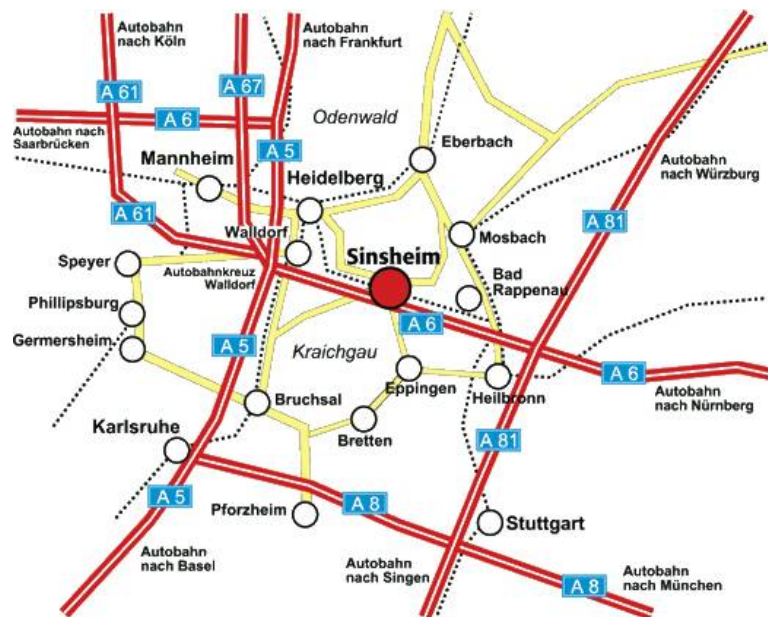 Autobahn
nach Köln
Autobahn
nach Frankfurt
A 61
A 67
A 6
Odenwald
Autobahn nach
Saarbrücken
A 5
Eberbach
Mannheim
Heidelberg
Autobahn
nach Würzburg
A 61
A 81
Walldorf
Mosbach
Speyer
Sinsheim
Autobahnkreuz
Walldorf
Bad
Rappenau
Phillipsburg
A 6
Germersheim
A 5
Kraichgau
Eppingen
Heilbronn
A 6
Autobahn
nach Nürnberg
Bruchsal
Karlsruhe
Bretten
A 81
A 5
A 8
Pforzheim
Stuttgart
Autobahn
nach Basel
Autobahn
nach Singen
A 8
Autobahn
nach München